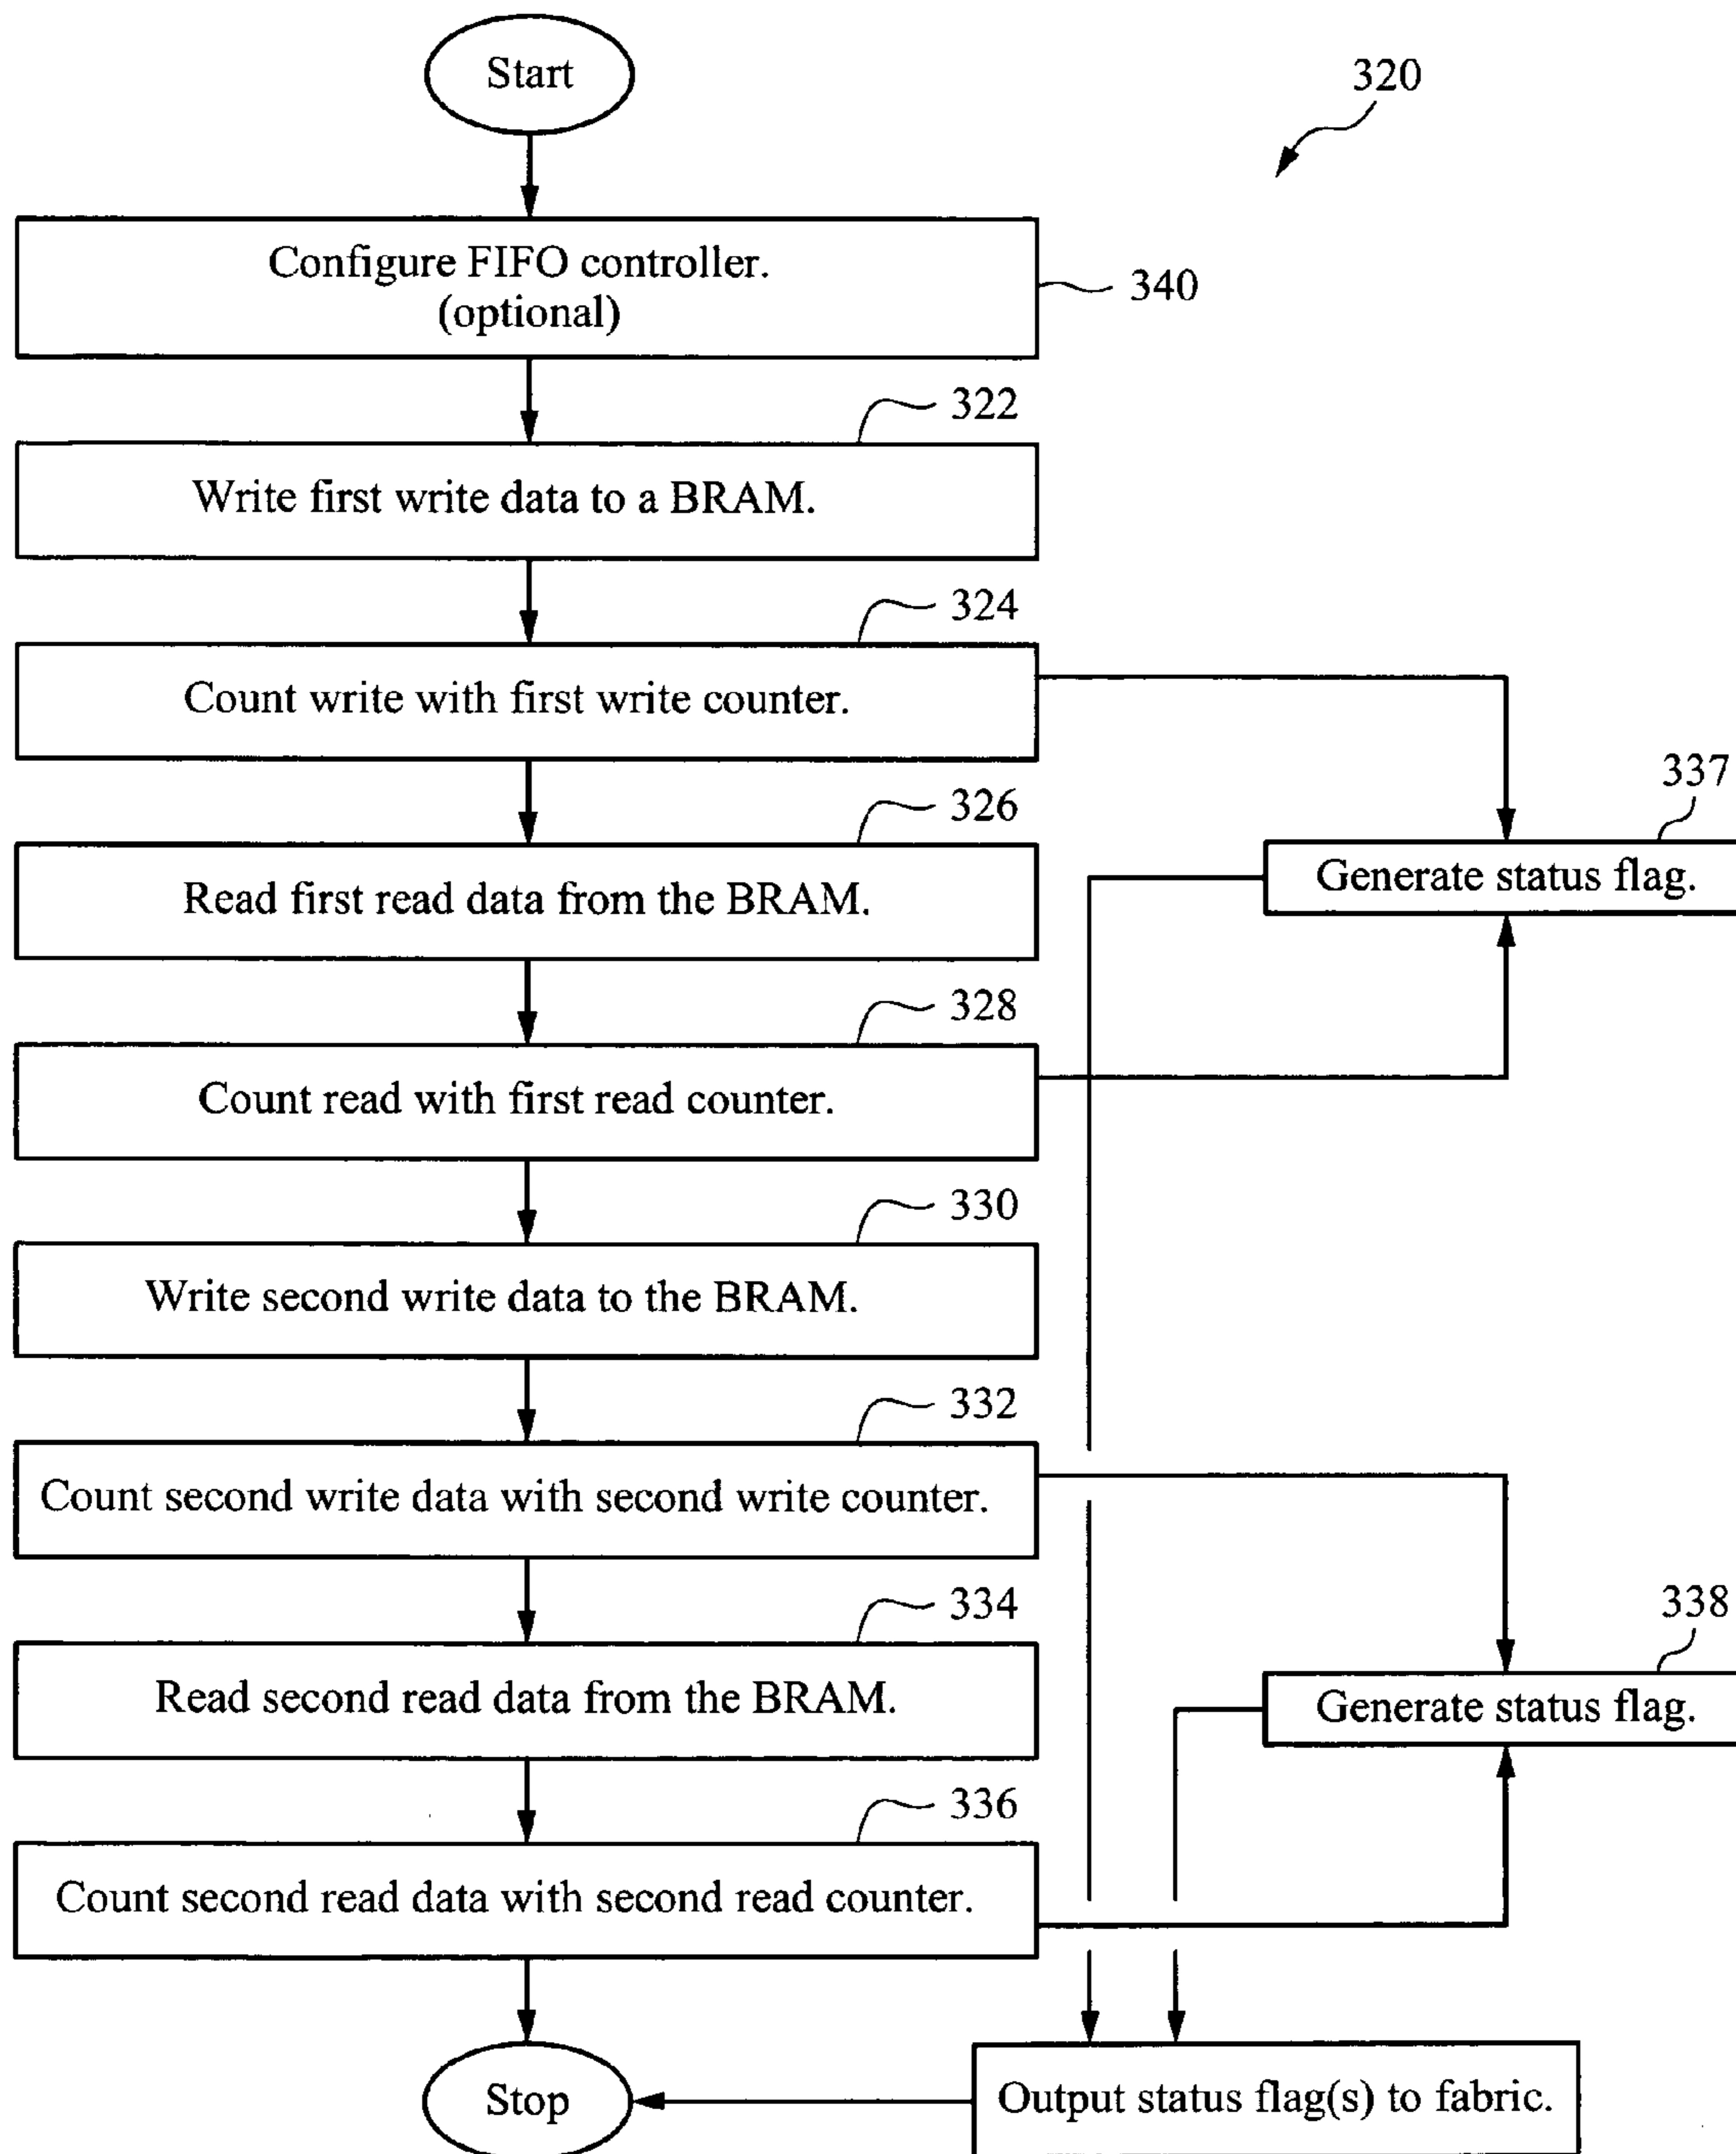 Start
320
Configure FIFO controller.
(optional)
340
322
Write first write data to a BRAM.
324
Count write with first write counter.
337
326
Generate status flag.
Read first read data from the BRAM.
328
Count read with first read counter.
330
Write second write data to the BRAM.
332
Count second write data with second write counter.
334
338
Read second read data from the BRAM.
Generate status flag.
336
Count second read data with second read counter.
Stop
Output status flag(s) to fabric.